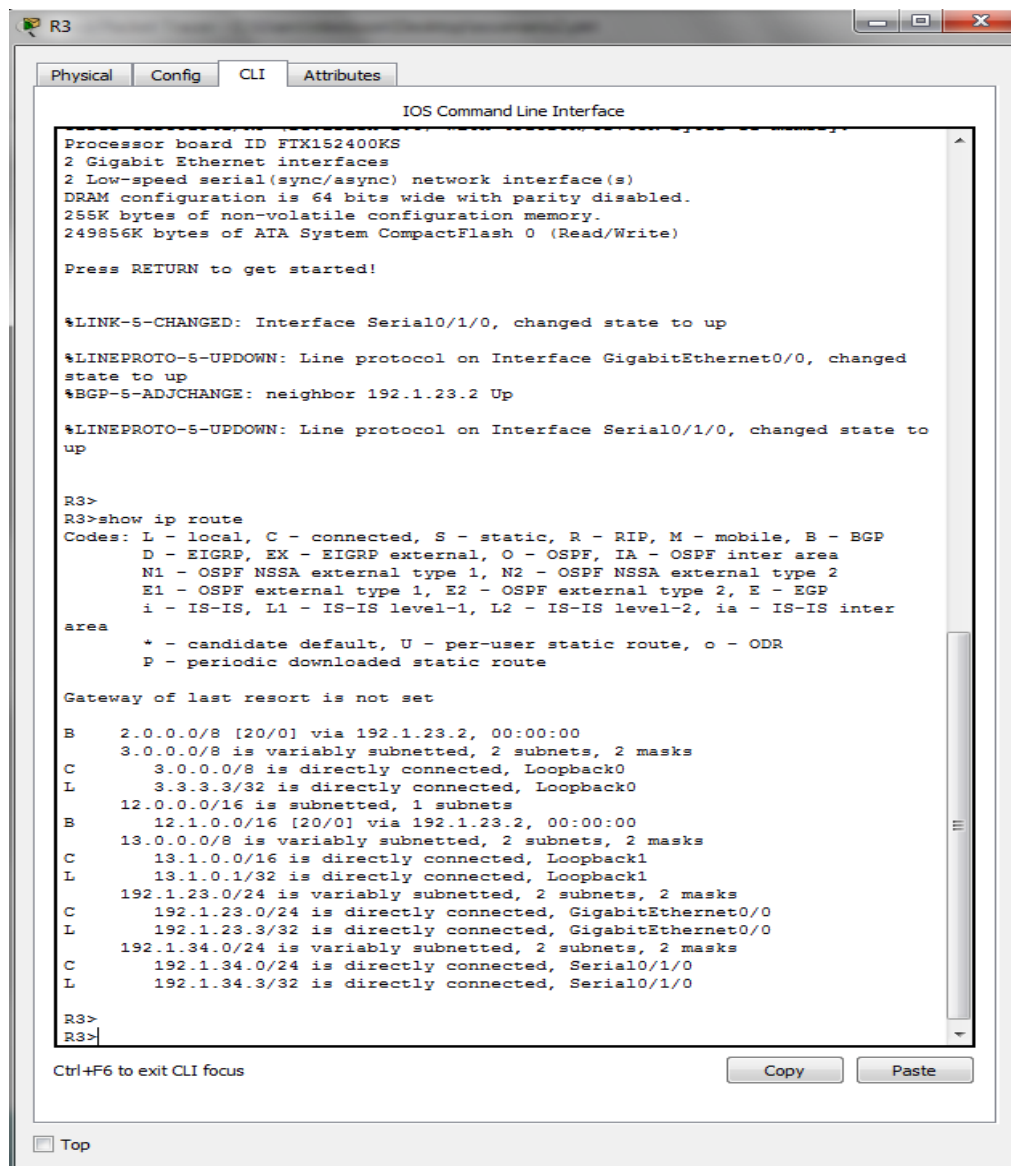 R3
Physical Config CLI Attributes
IOS Command Line Interface
Processor board ID FTX152400KS
2 Gigabit Ethernet interfaces
2 Low-speed serial(sync/async) network interface(s)
DRAM configuration is 64 bits wide with parity disabled.
255K bytes of non-volatile configuration memory.
249856K bytes of ATA System CompactFlash 0 (Read/Write)
Press RETURN to get started!
%LINK-5-CHANGED: Interface Serial0/1/0, changed state to up
%LINEPROTO-5-UPDOWN: Line protocol on Interface GigabitEthernet0/0, changed
state to up
%BGP-5-ADJCHANGE: neighbor 192.1.23.2 Up
%LINEPROTO-5-UPDOWN: Line protocol on Interface Serial0/1/0, changed state to
up
R3>
R3>show ip route
Codes: L - local, C - connected, S - static, R - RIP, M - mobile, B - BGP
D - EIGRP, EX - EIGRP external, O - OSPF, IA - OSPF inter area
N1 - OSPF NSSA external type 1, N2 - OSPF NSSA external type 2
E1 - OSPF external type 1, E2 - OSPF external type 2, E - EGP
i - IS-IS, L1 - IS-IS level-1, L2 - IS-IS level-2, ia - IS-IS inter
area
* - candidate default, U - per-user static route, o - ODR
P - periodic downloaded static route
Gateway of last resort is not set
B 2.0.0.0/8 [20/0] via 192.1.23.2, 00:00:00
3.0.0.0/8 is variably subnetted, 2 subnets, 2 masks
C 3.0.0.0/8 is directly connected, Loopback0
L 3.3.3.3/32 is directly connected, Loopback0
12.0.0.0/16 is subnetted, 1 subnets
B 12.1.0.0/16 [20/0] via 192.1.23.2, 00:00:00
13.0.0.0/8 is variably subnetted, 2 subnets, 2 masks
C 13.1.0.0/16 is directly connected, Loopback1
L 13.1.0.1/32 is directly connected, Loopback1
192.1.23.0/24 is variably subnetted, 2 subnets, 2 masks
C 192.1.23.0/24 is directly connected, GigabitEthernet0/0
L 192.1.23.3/32 is directly connected, GigabitEthernet0/0
192.1.34.0/24 is variably subnetted, 2 subnets, 2 masks
C 192.1.34.0/24 is directly connected, Serial0/1/0
L 192.1.34.3/32 is directly connected, Serial0/1/0
R3>
R3>
Ctrl+F6 to exit CLI focus
Copy Paste
Top